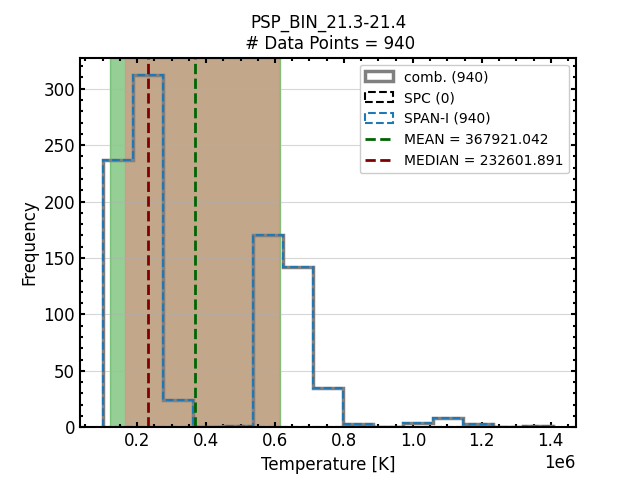 PSP_BIN_21.3-21.4
# Data Points = 940
comb. (940)
SPC (0)
SPAN-I (940)
MEAN = 367921.042
MEDIAN = 232601.891
Frequency
300
250
200
150
100
50
0
0.2 0.4 0.6 0.8 1.0 1.2 1.4
1e6
Temperature [K]